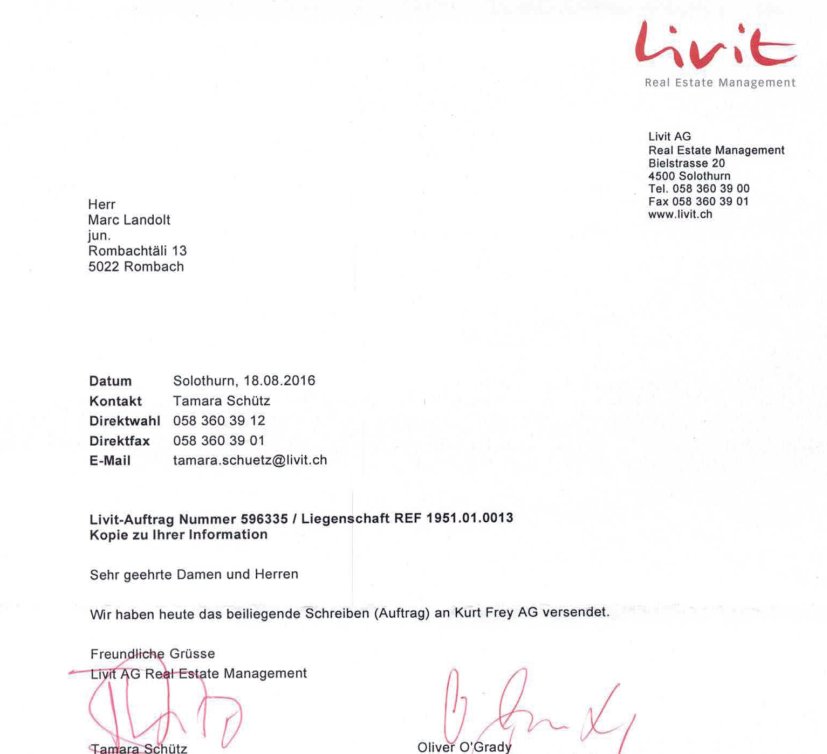 Livit
Real Estate Management
Livit AG
Real Estate Management
Bielstrasse 20
4500 Solothurn
Tel. 058 360 39 00
Fax 058 360 39 01
www.livit.ch
Herr
Marc Landolt
jun.
Rombachtäli 13
5022 Rombach
Datum Solothurn, 18.08.2016
Kontakt Tamara Schütz
Direktwahl 058 360 39 12
Direktfax 058 360 39 01
E-Mail tamara.schuetz@livit.ch
Livit-Auftrag Nummer 596335 / Liegenschaft REF 1951.01.0013
Kopie zu Ihrer Information
Sehr geehrte Damen und Herren
Wir haben heute das beiliegende Schreiben (Auftrag) an Kurt Frey AG versendet.
Freundliche Grüsse
Livit AG Real Estate Management
Tamara Schütz Oliver O'Grady